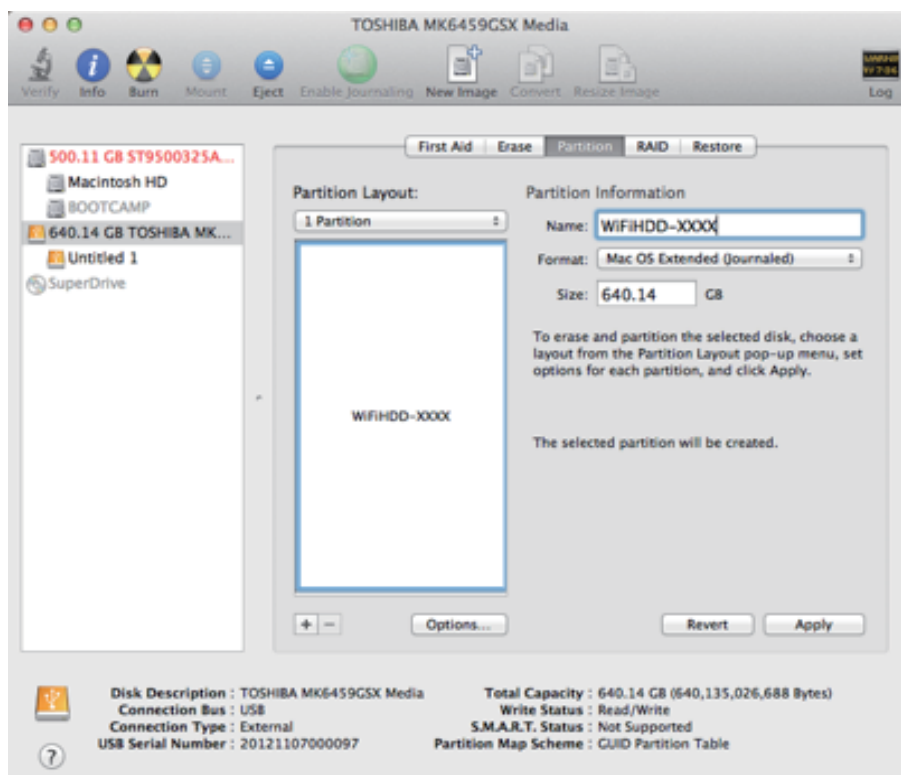 TOSHIBA MK6459GSX Media
Verify Info Burn Mount Eject Enable Journaling New Image Convert Resize Image Log
500.11 GB ST9500325A...
Macintosh HD
BOOTCAMP
640.14 GB TOSHIBA MK...
Untitled 1
SuperDrive
First Aid Erase Partition RAID Restore
Partition Layout:
1 Partition
WiFiHDD-XXXX
+ − Options...
Partition Information
Name: WiFiHDD-XXXX
Format: Mac OS Extended (Journaled)
Size: 640.14 GB
To erase and partition the selected disk, choose a
layout from the Partition Layout pop-up menu, set
options for each partition, and click Apply.
The selected partition will be created.
Revert Apply
Disk Description : TOSHIBA MK6459GSX Media
Connection Bus : USB
Connection Type : External
USB Serial Number : 20121107000097
Total Capacity : 640.14 GB (640,135,026,688 Bytes)
Write Status : Read/Write
S.M.A.R.T. Status : Not Supported
Partition Map Scheme : GUID Partition Table
?